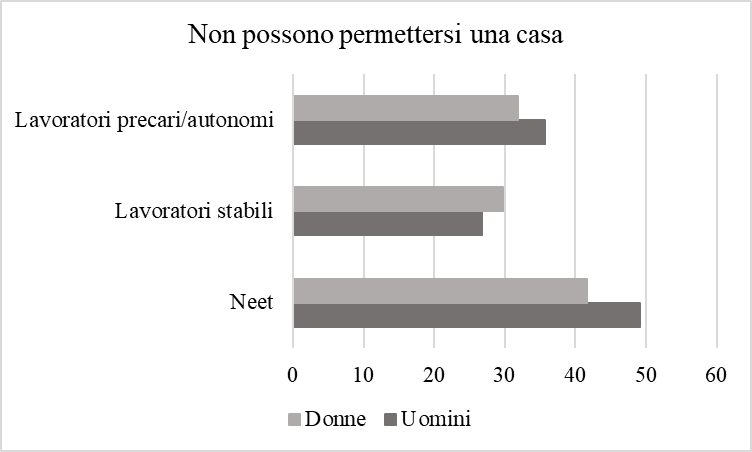 Non possono permettersi una casa
Lavoratori precari/autonomi
Lavoratori stabili
Neet
0 10 20 30 40 50 60
Donne Uomini